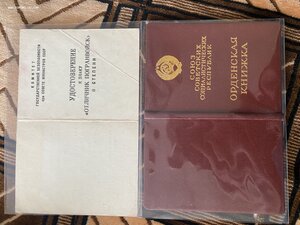 КОМИТЕТ
ГОСУДАРСТВЕННОЙ БЕЗОПАСНОСТИ
при СОВЕТЕ МИНИСТРОВ СССР
УДОСТОВЕРЕНИЕ
К ЗНАКУ
«ОТЛИЧНИК ПОГРАНВОЙСК»
СТЕПЕНИ
СОЮЗ
СОВЕТСКИХ
СОЦИАЛИСТИЧЕСКИХ
РЕСПУБЛИК
ОРДЕНСКАЯ
КНИЖКА